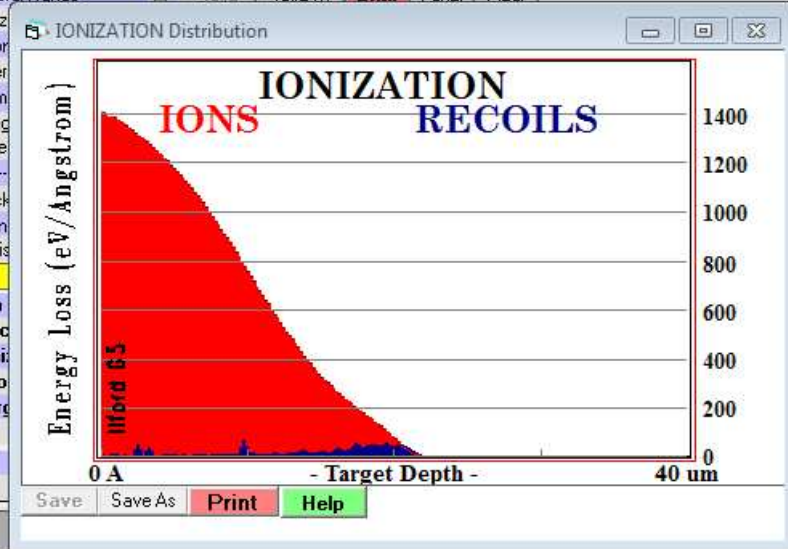 IONIZATION Distribution
IONIZATION
IONS RECOILS
Energy Loss (eV/Angstrom)
1400
1200
1000
800
600
400
200
0
Ilford G5
0 A - Target Depth - 40 um
Save Save As Print Help